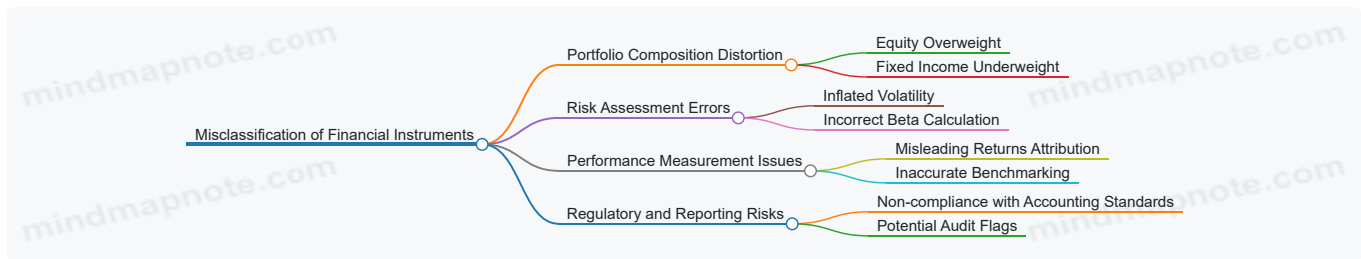 mindmapnote.com
mindmapnote.com
Misclassification of Financial Instruments
Portfolio Composition Distortion
Equity Overweight
Fixed Income Underweight
Risk Assessment Errors
Inflated Volatility
Incorrect Beta Calculation
Performance Measurement Issues
Misleading Returns Attribution
Inaccurate Benchmarking
Regulatory and Reporting Risks
Non-compliance with Accounting Standards
Potential Audit Flags
mindmapnote.com
mindmapnote.com